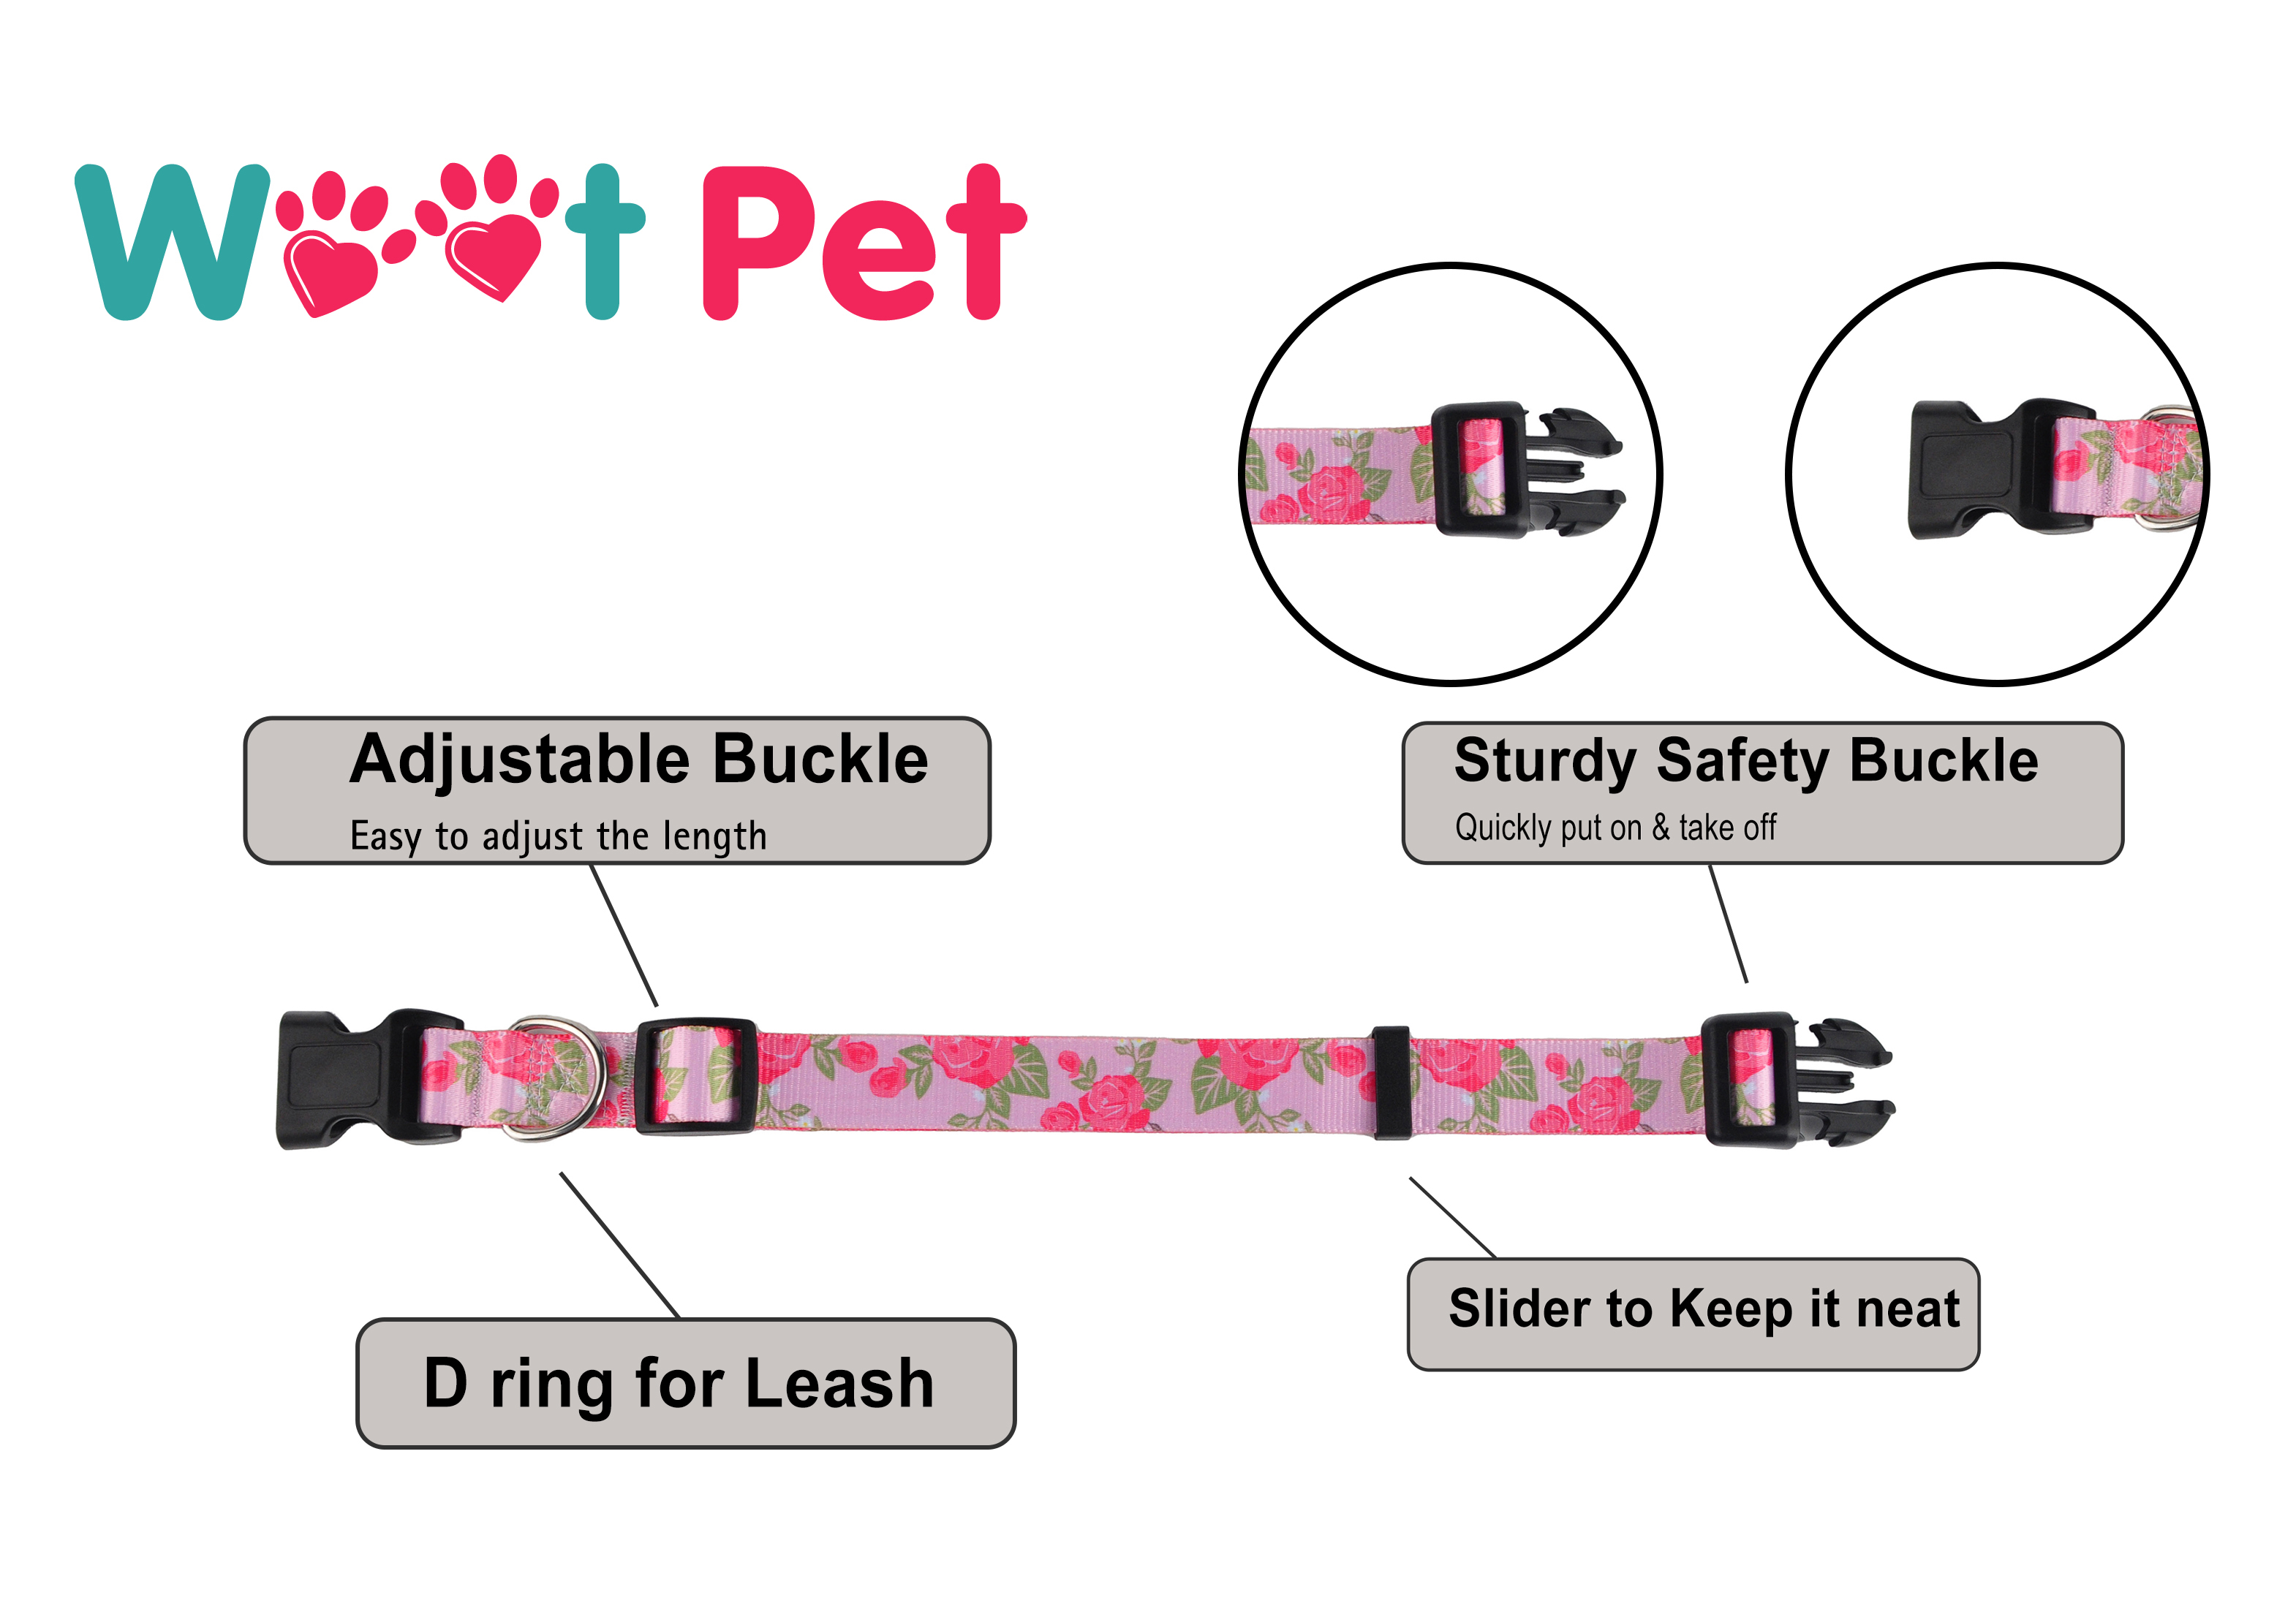 Woot Pet
Adjustable Buckle
Easy to adjust the length
Sturdy Safety Buckle
Quickly put on & take off
D ring for Leash
Slider to Keep it neat